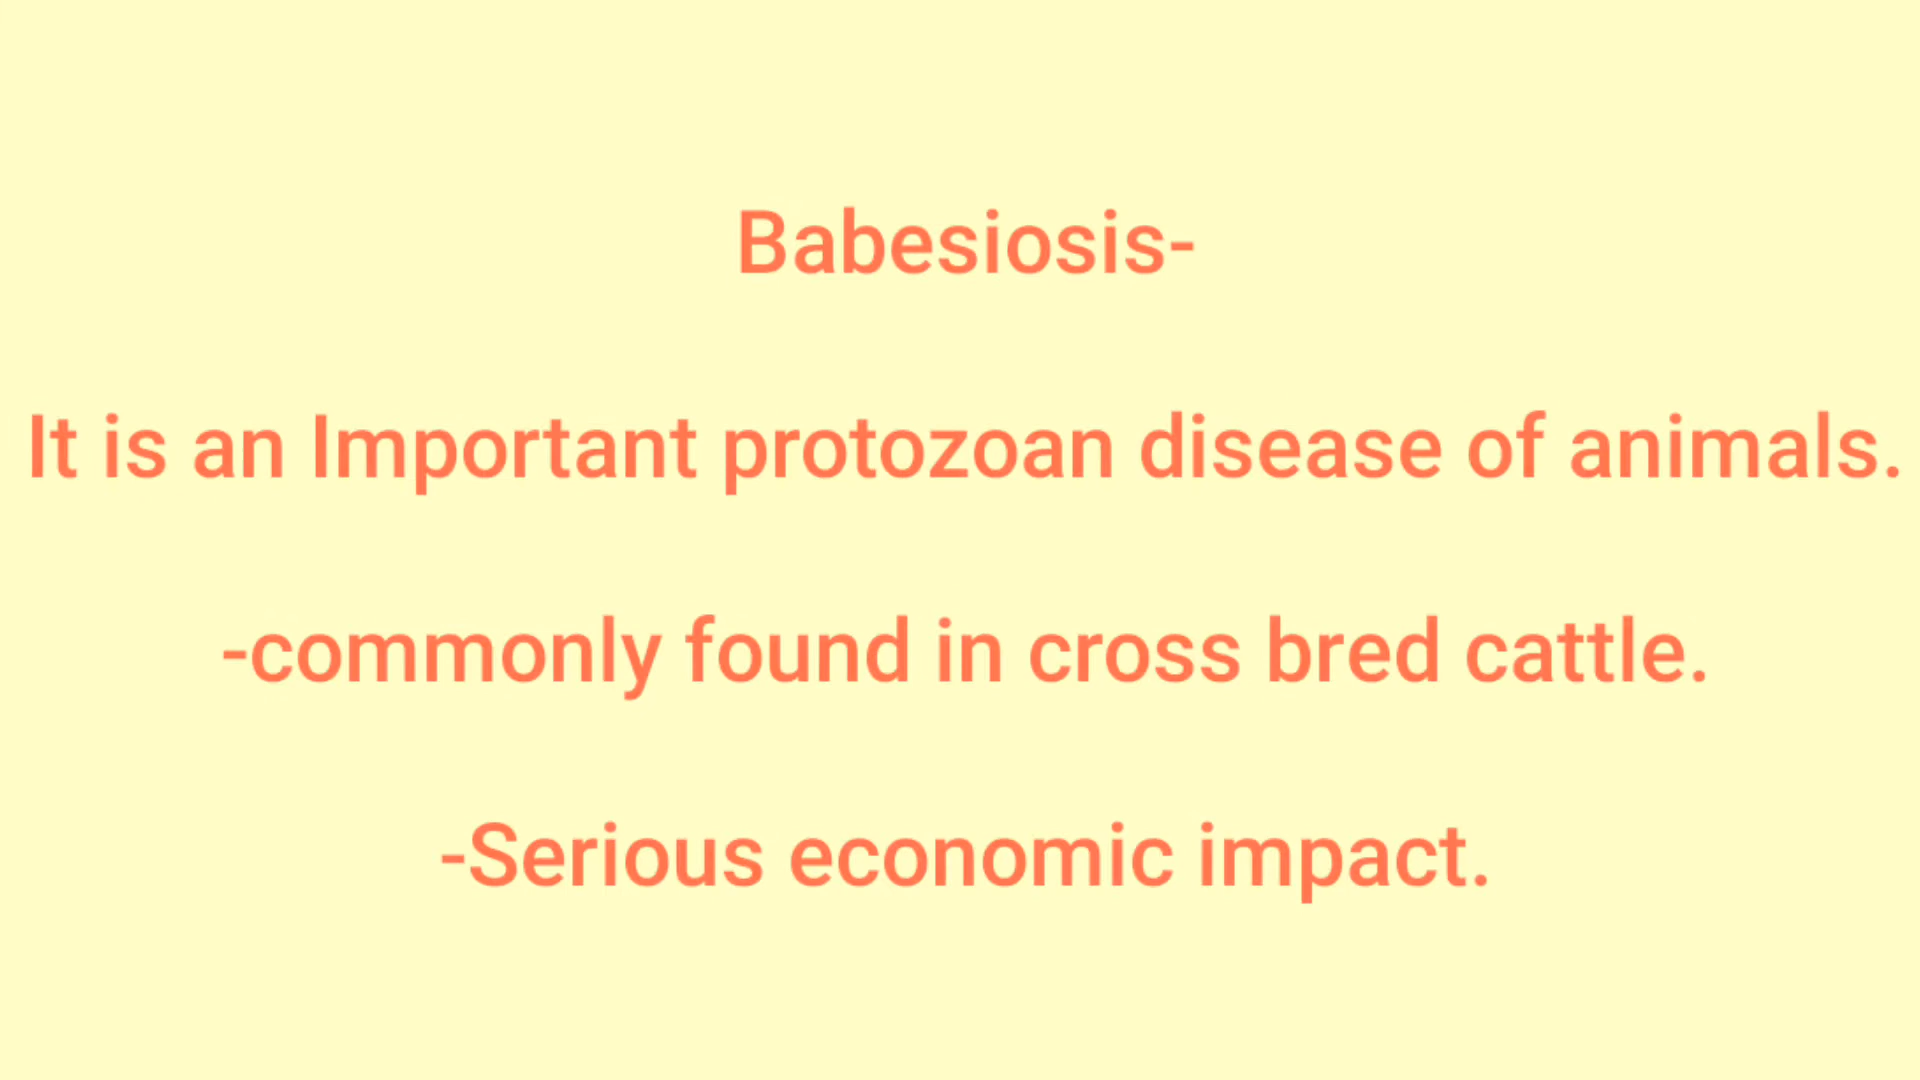 Babesiosis-
It is an Important protozoan disease of animals.
-commonly found in cross bred cattle.
-Serious economic impact.